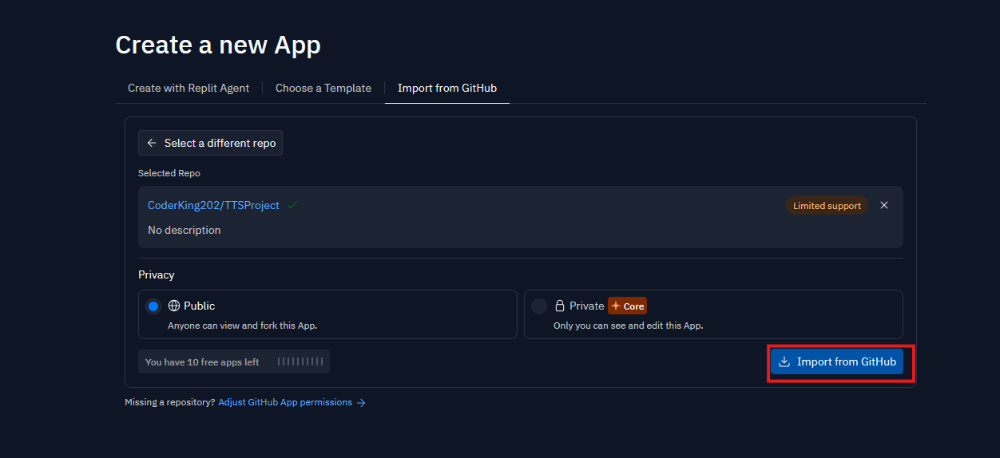 Create a new App
Create with Replit Agent
Choose a Template
Import from GitHub
Select a different repo
Selected Repo
CoderKing202/TTSProject
Limited support
No description
Privacy
Public
Anyone can view and fork this App.
Private
Core
Only you can see and edit this App.
You have 10 free apps left
Import from GitHub
Missing a repository? Adjust GitHub App permissions